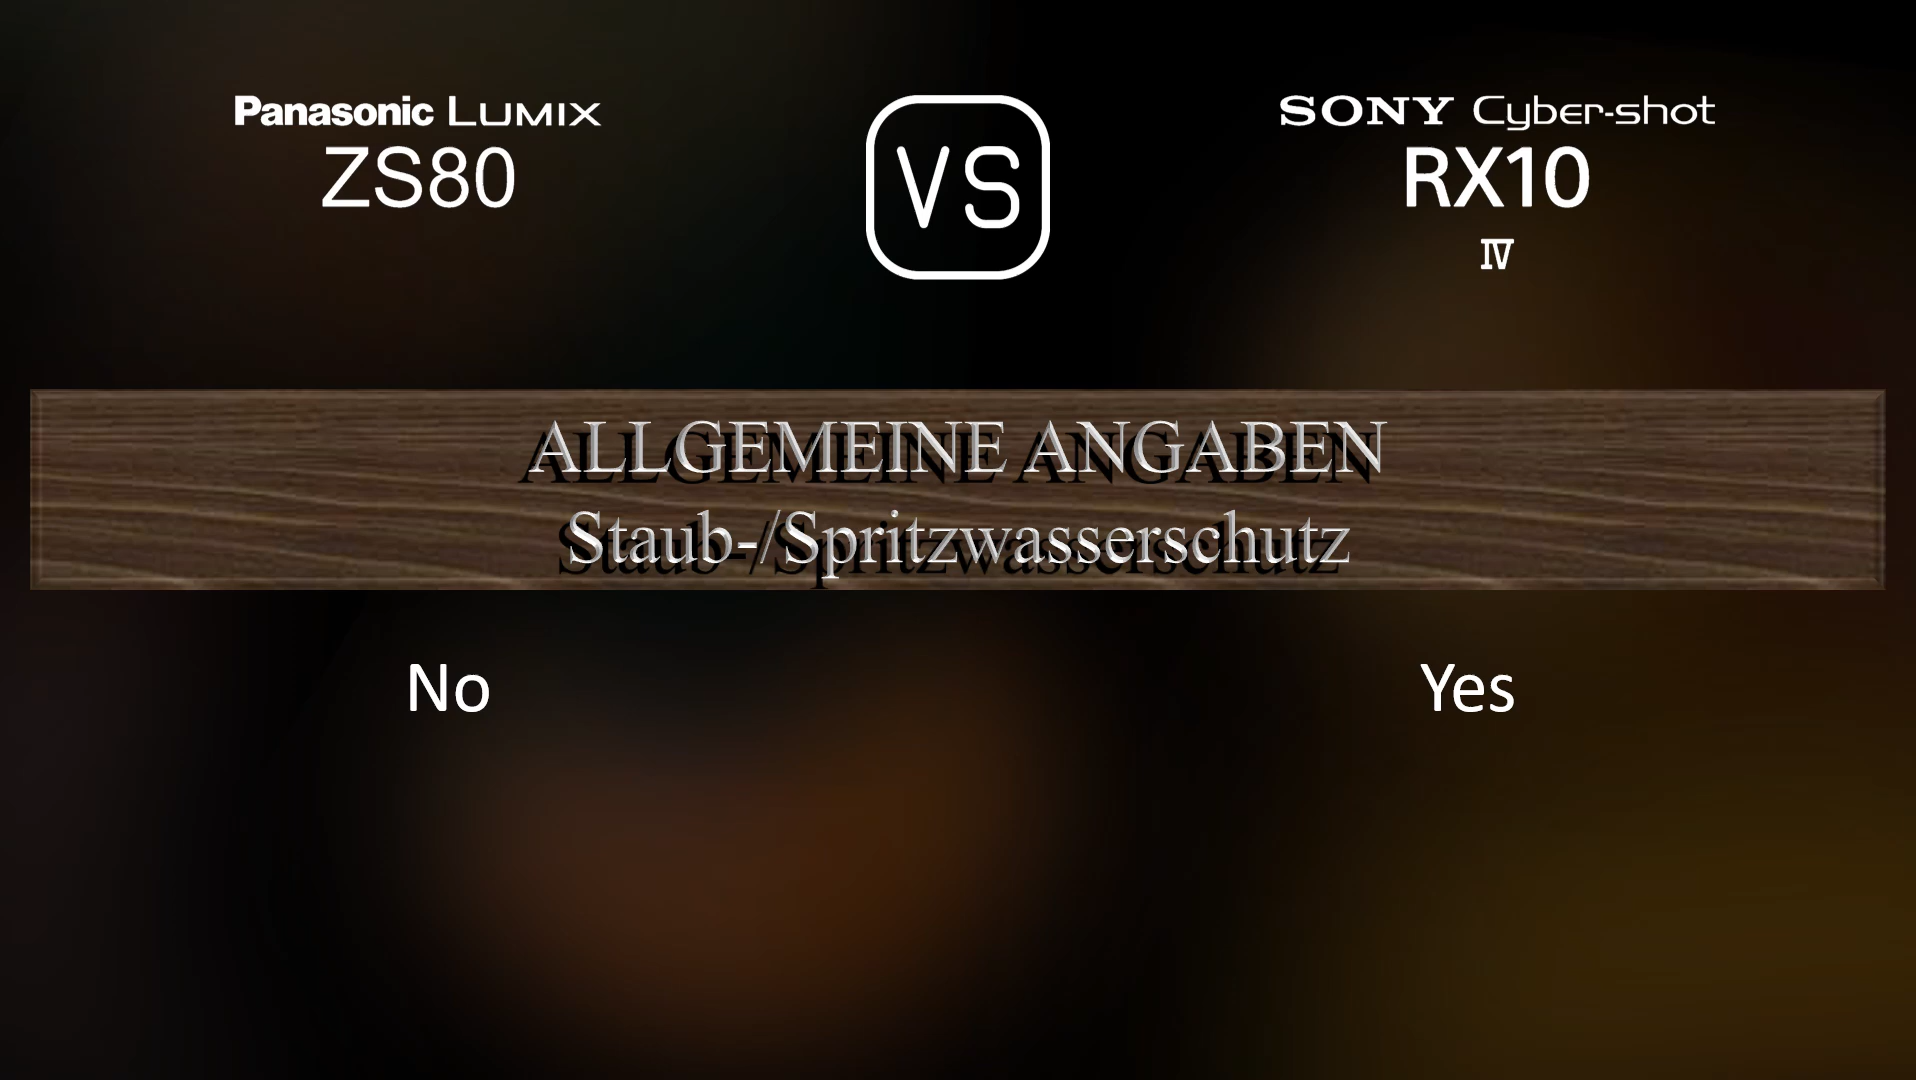 Panasonic LUMIX
ZS80
VS
SONY Cyber-shot
RX10
IV
ALLGEMEINE ANGABEN
Staub-/Spritzwasserschutz
No
Yes